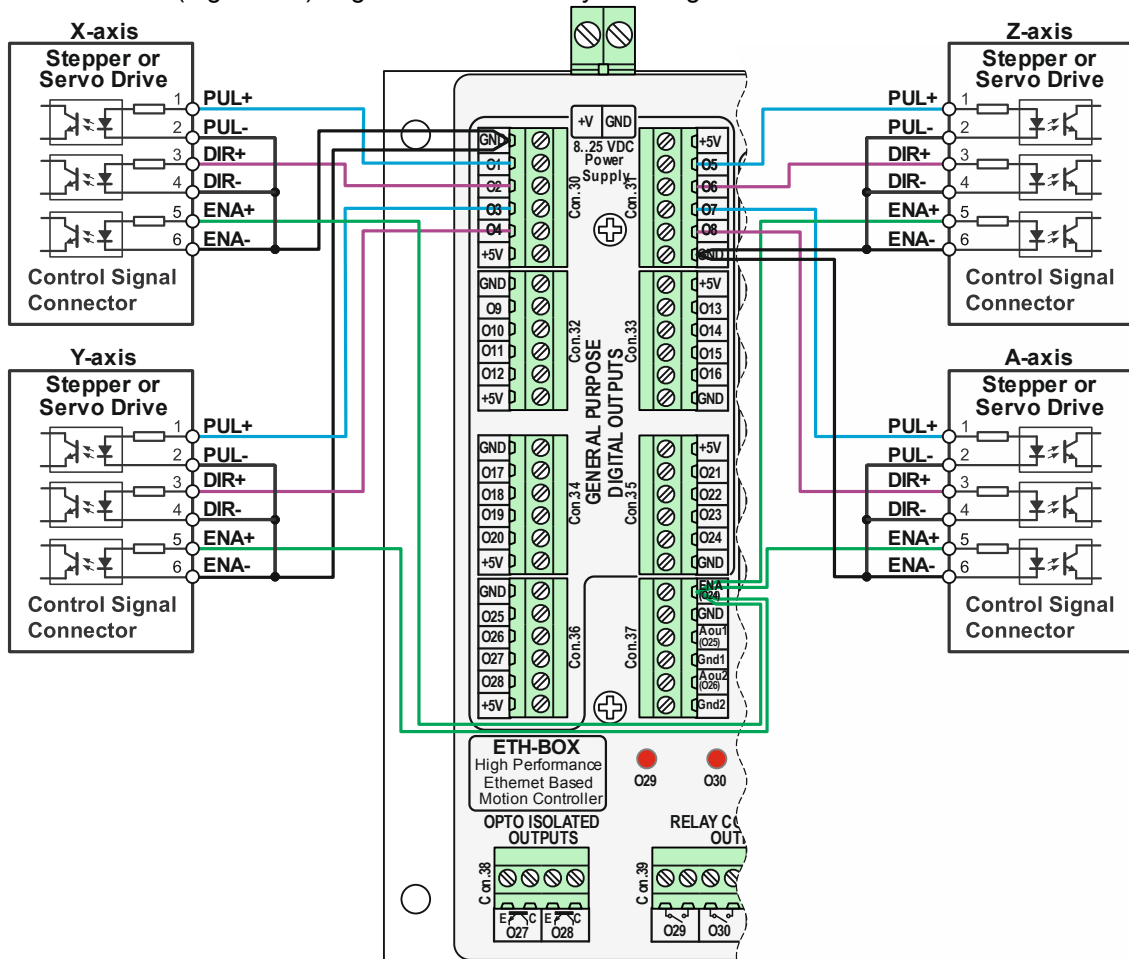 X-axis
Stepper or
Servo Drive
1 PUL+
2 PUL-
3 DIR+
4 DIR-
5 ENA+
6 ENA-
Control Signal
Connector
Y-axis
Stepper or
Servo Drive
1 PUL+
2 PUL-
3 DIR+
4 DIR-
5 ENA+
6 ENA-
Control Signal
Connector
+V GND
8..25 VDC
Power
Supply
GND
O1
O2
O3
O4
+5V
Con.30
Con.31
+5V
O5
O6
O7
O8
GND
GND
O9
O10
O11
O12
+5V
Con.32
Con.33
+5V
O13
O14
O15
O16
GND
GENERAL PURPOSE
DIGITAL OUTPUTS
GND
O17
O18
O19
O20
+5V
Con.34
Con.35
+5V
O21
O22
O23
O24
GND
GND
O25
O26
O27
O28
+5V
Con.36
Con.37
ENA
(O24)
GND
Aou1
(O25)
Gnd1
Aou2
(O26)
Gnd2
ETH-BOX
High Performance
Ethernet Based
Motion Controller
O29 O30
OPTO ISOLATED
OUTPUTS
Con.38
E C E C
O27 O28
RELAY
Con.39
O29 O30
Z-axis
Stepper or
Servo Drive
PUL+ 1
PUL- 2
DIR+ 3
DIR- 4
ENA+ 5
ENA- 6
Control Signal
Connector
A-axis
Stepper or
Servo Drive
PUL+ 1
PUL- 2
DIR+ 3
DIR- 4
ENA+ 5
ENA- 6
Control Signal
Connector